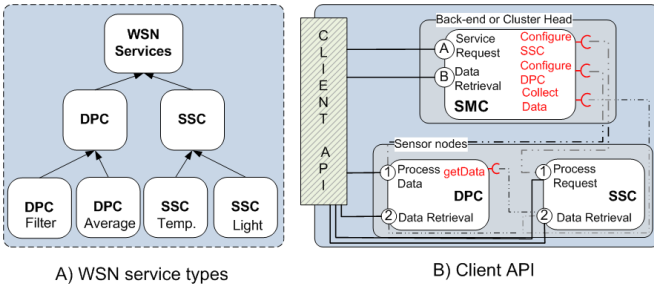 WSN
Services
DPC
SSC
DPC
Filter
DPC
Average
SSC
Temp.
SSC
Light
A) WSN service types
CLIENT API
Back-end or Cluster Head
A
Service
Request
B
Data
Retrieval
SMC
Configure
SSC
Configure
DPC
Collect
Data
Sensor nodes
1
Process
Data
getData
DPC
2
Data Retrieval
1
Process
Request
SSC
2
Data Retrieval
B) Client API